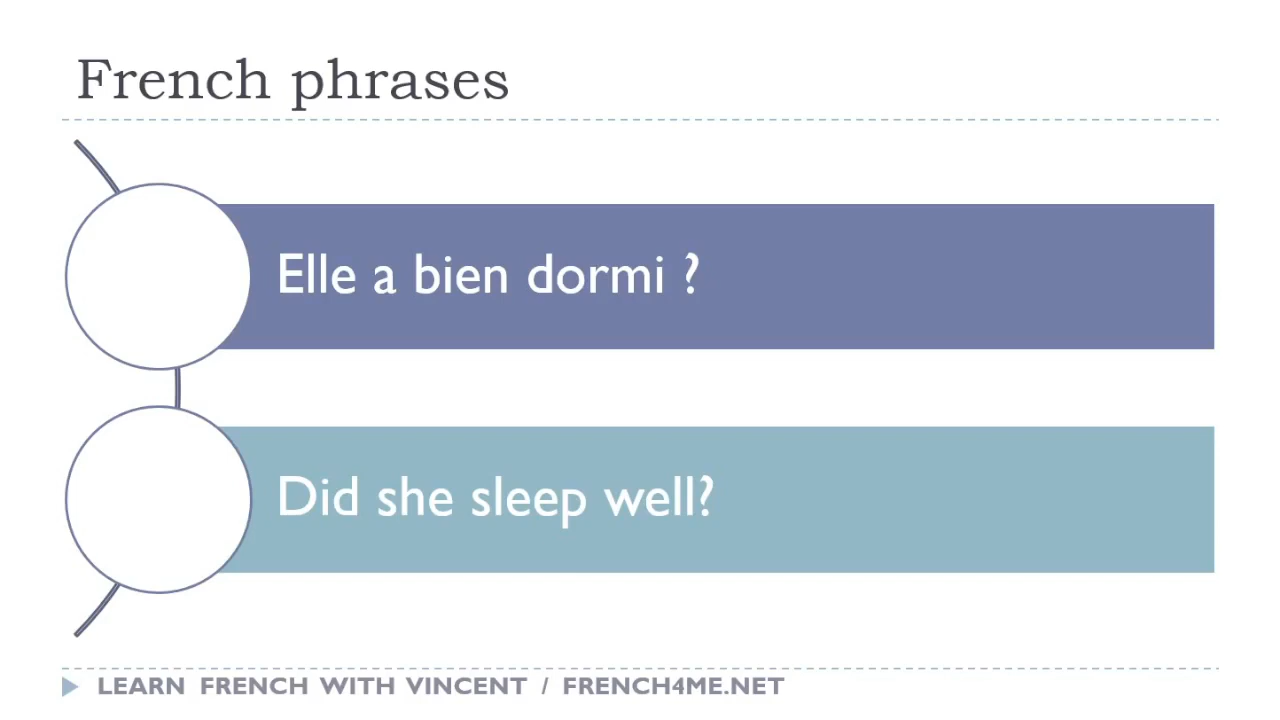 French phrases
Elle a bien dormi ?
Did she sleep well?
LEARN FRENCH WITH VINCENT / FRENCH4ME.NET